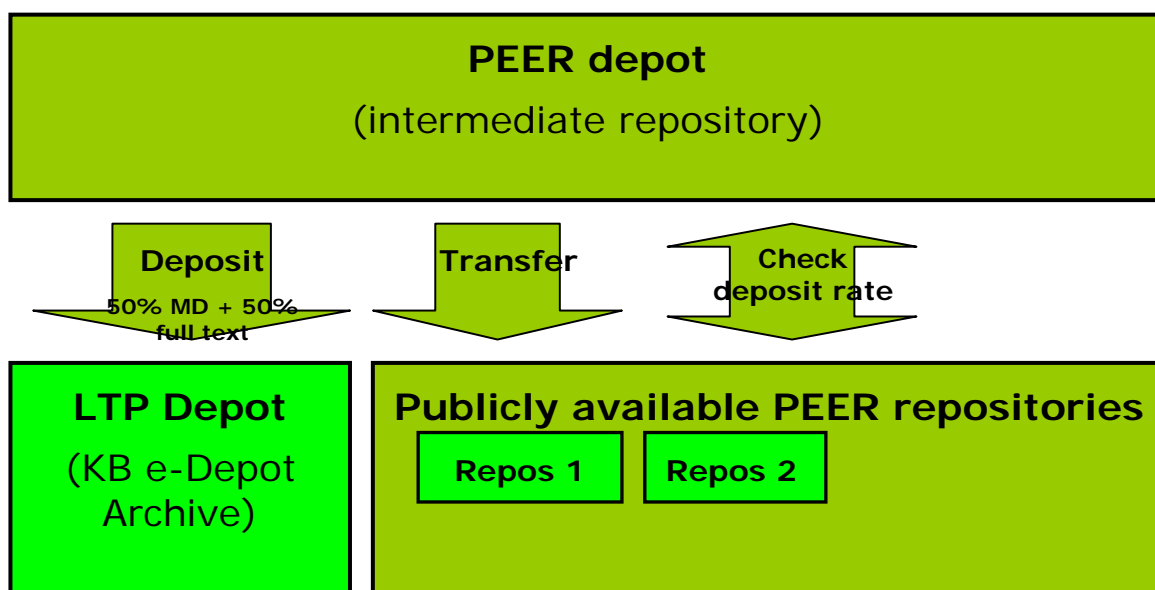 PEER depot
(intermediate repository)
Deposit
50% MD + 50%
full text
Transfer
Check
deposit rate
LTP Depot
(KB e-Depot
Archive)
Publicly available PEER repositories
Repos 1
Repos 2